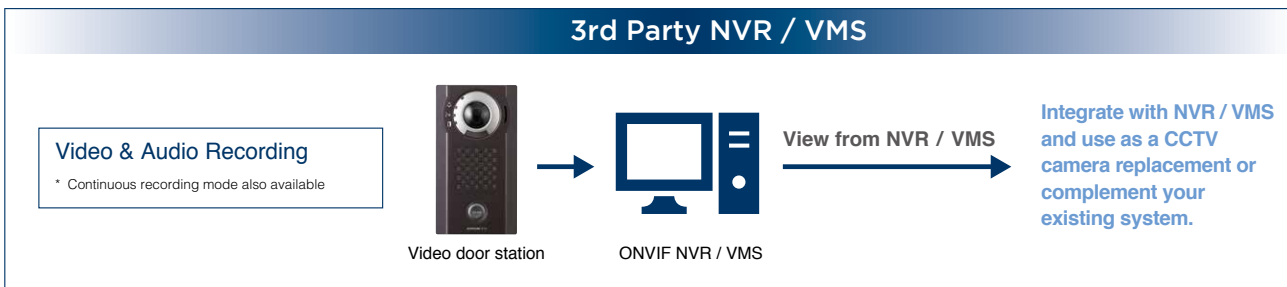 3rd Party NVR / VMS
Video & Audio Recording
* Continuous recording mode also available
Video door station
ONVIF NVR / VMS
View from NVR / VMS
Integrate with NVR / VMS
and use as a CCTV
camera replacement or
complement your
existing system.